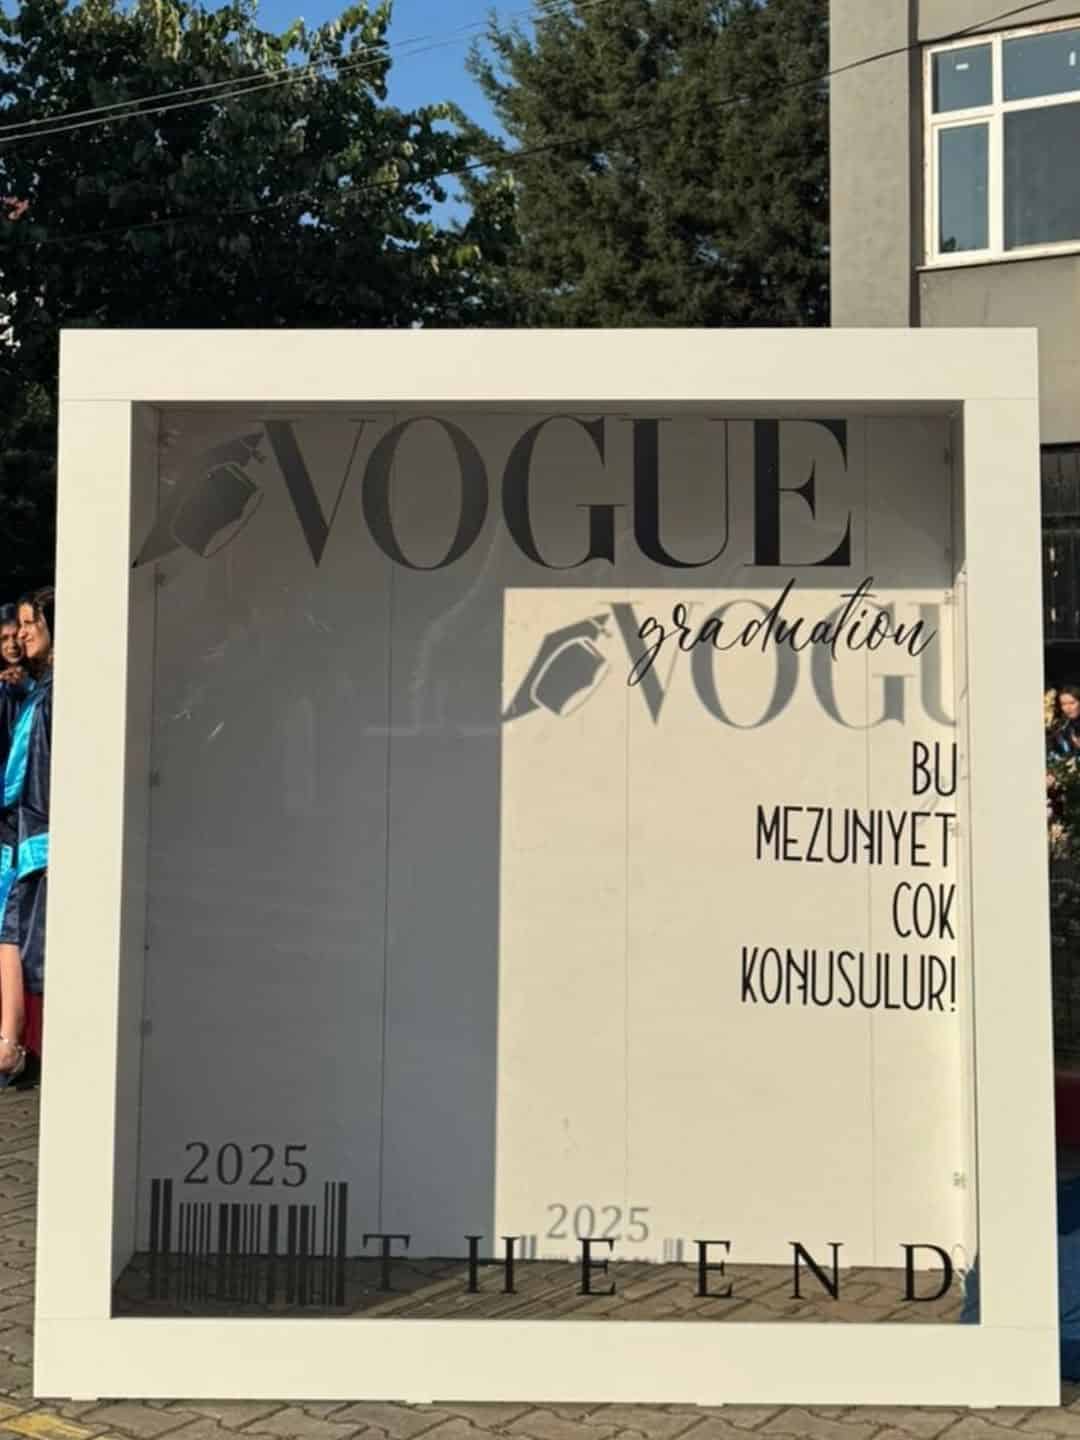 VOGUE
graduation
BU
MEZUNIYET
COK
KONUSULUR!
2025
THE END